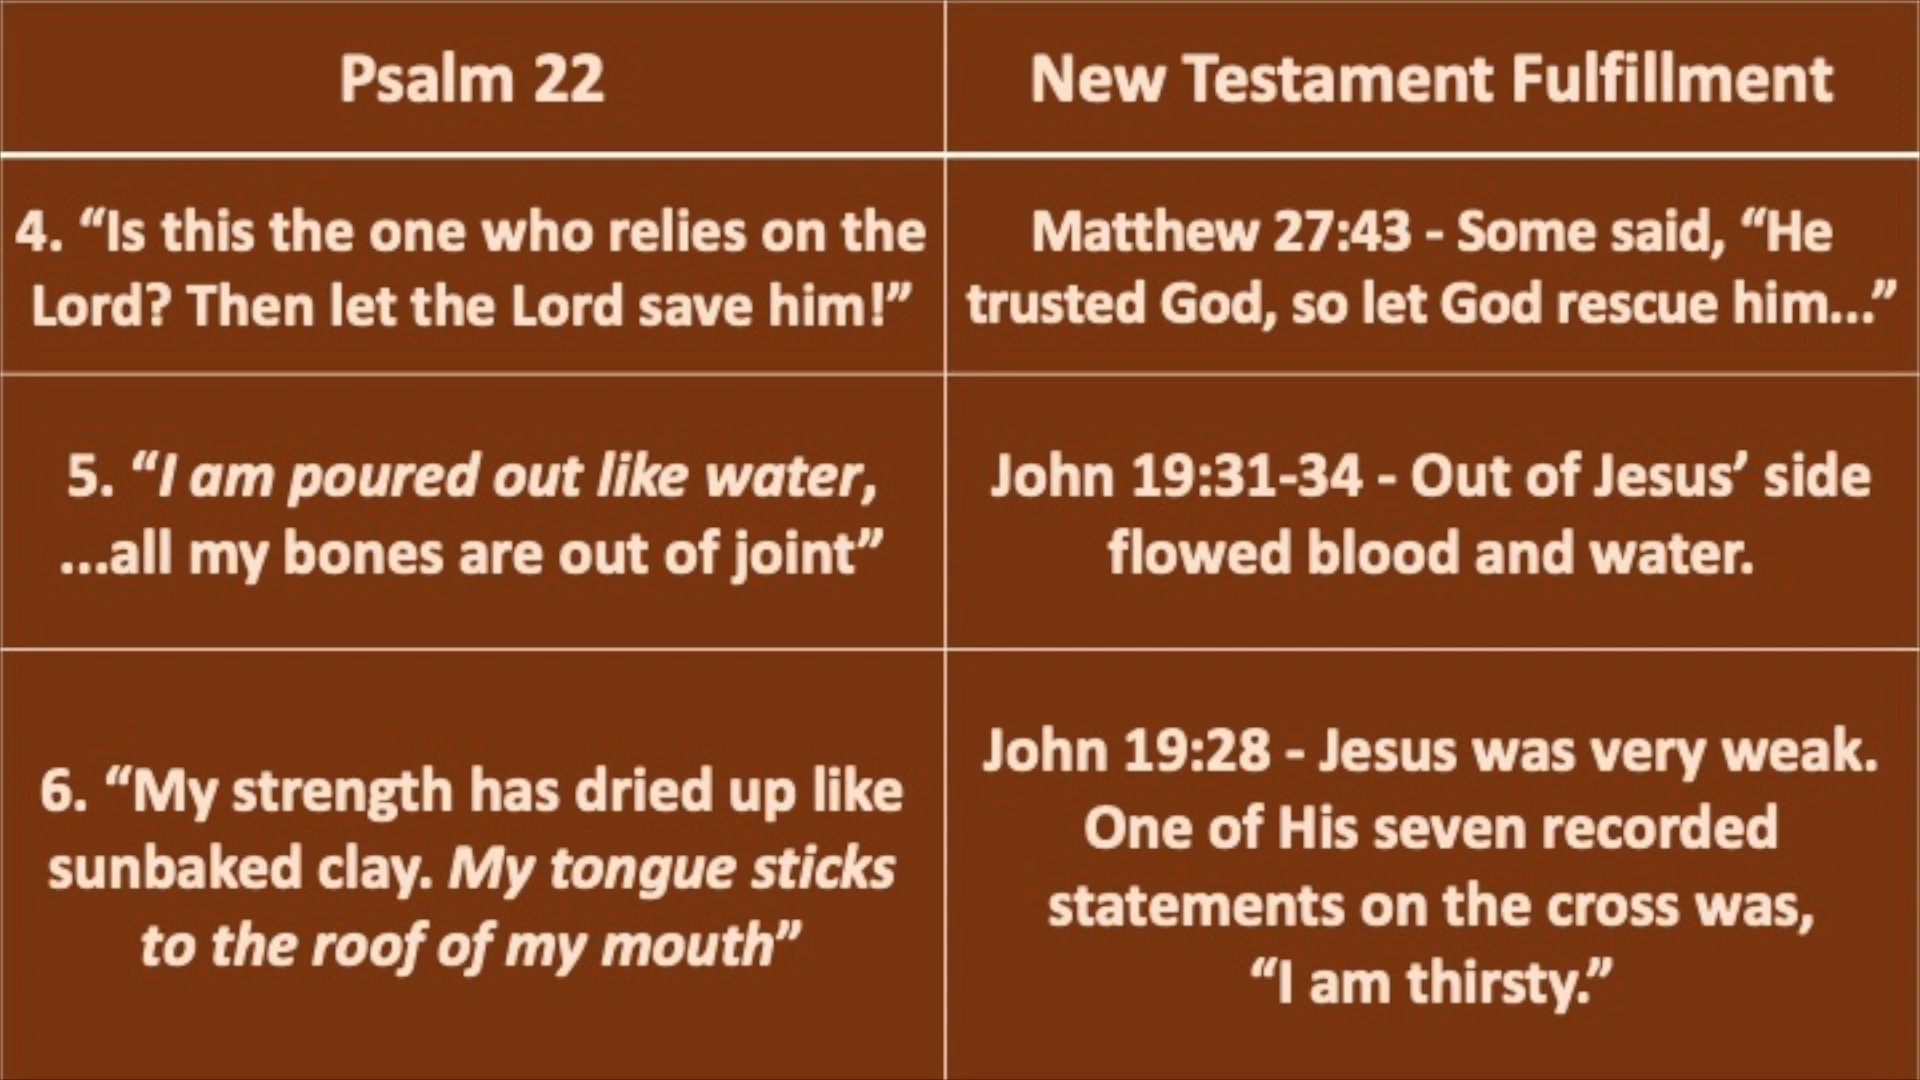 Psalm 22
New Testament Fulfillment
4. “Is this the one who relies on the
Lord? Then let the Lord save him!”
Matthew 27:43 - Some said, “He
trusted God, so let God rescue him...”
5. “I am poured out like water,
...all my bones are out of joint”
John 19:31-34 - Out of Jesus’ side
flowed blood and water.
6. “My strength has dried up like
sunbaked clay. My tongue sticks
to the roof of my mouth”
John 19:28 - Jesus was very weak.
One of His seven recorded
statements on the cross was,
“I am thirsty.”